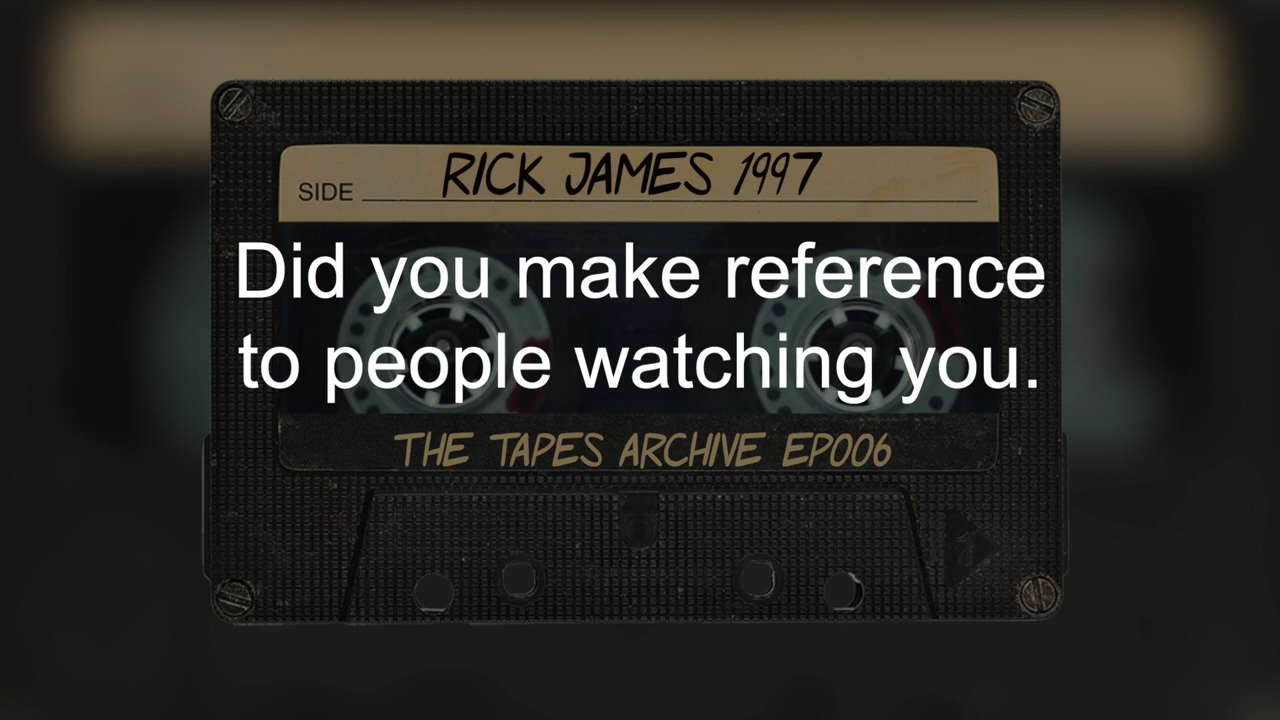 RICK JAMES 1997
SIDE
Did you make reference
to people watching you.
THE TAPES ARCHIVE EP006